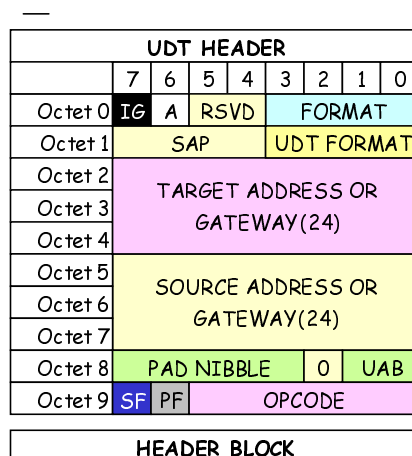 UDT HEADER
7 6 5 4 3 2 1 0
Octet 0 IG A RSVD FORMAT
Octet 1 SAP UDT FORMAT
Octet 2
TARGET ADDRESS OR
Octet 3
GATEWAY(24)
Octet 4
Octet 5
SOURCE ADDRESS OR
Octet 6
GATEWAY(24)
Octet 7
Octet 8 PAD NIBBLE 0 UAB
Octet 9 SF PF OPCODE
HEADER BLOCK